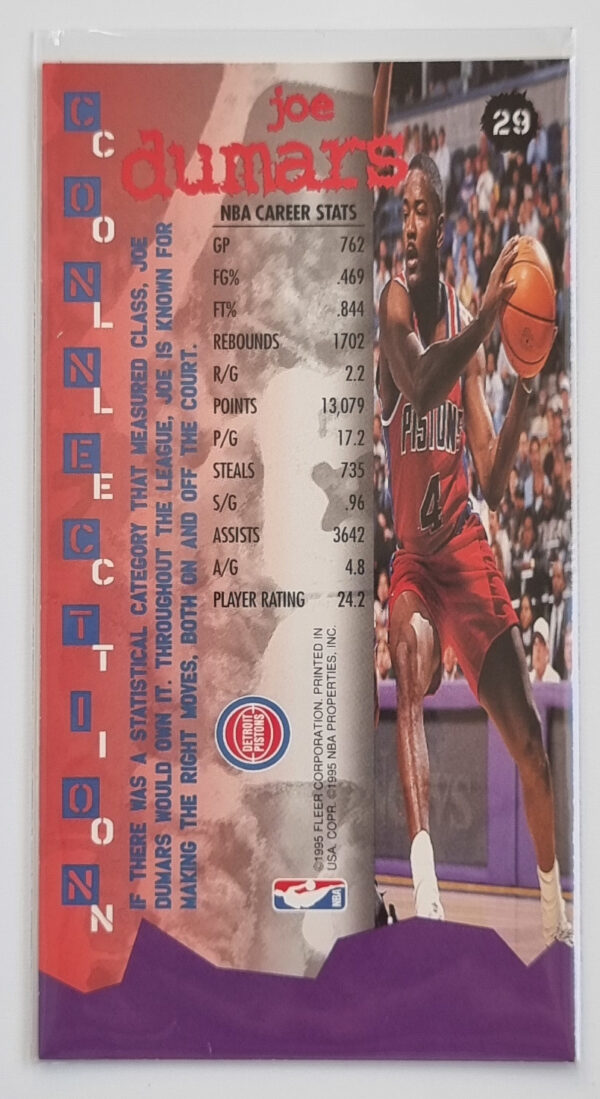 CONNECTION
COLLECTION
joe
dumars
29
IF THERE WAS A STATISTICAL CATEGORY THAT MEASURED CLASS, JOE
DUMARS WOULD OWN IT. THROUGHOUT THE LEAGUE, JOE IS KNOWN FOR
MAKING THE RIGHT MOVES, BOTH ON AND OFF THE COURT.
NBA CAREER STATS
GP 762
FG% .469
FT% .844
REBOUNDS 1702
R/G 2.2
POINTS 13,079
P/G 17.2
STEALS 735
S/G .96
ASSISTS 3642
A/G 4.8
PLAYER RATING 24.2
PISTONS
4
DETROIT
PISTONS
©1995 FLEER CORPORATION. PRINTED IN
USA. COPR. ©1995 NBA PROPERTIES, INC.
NBA